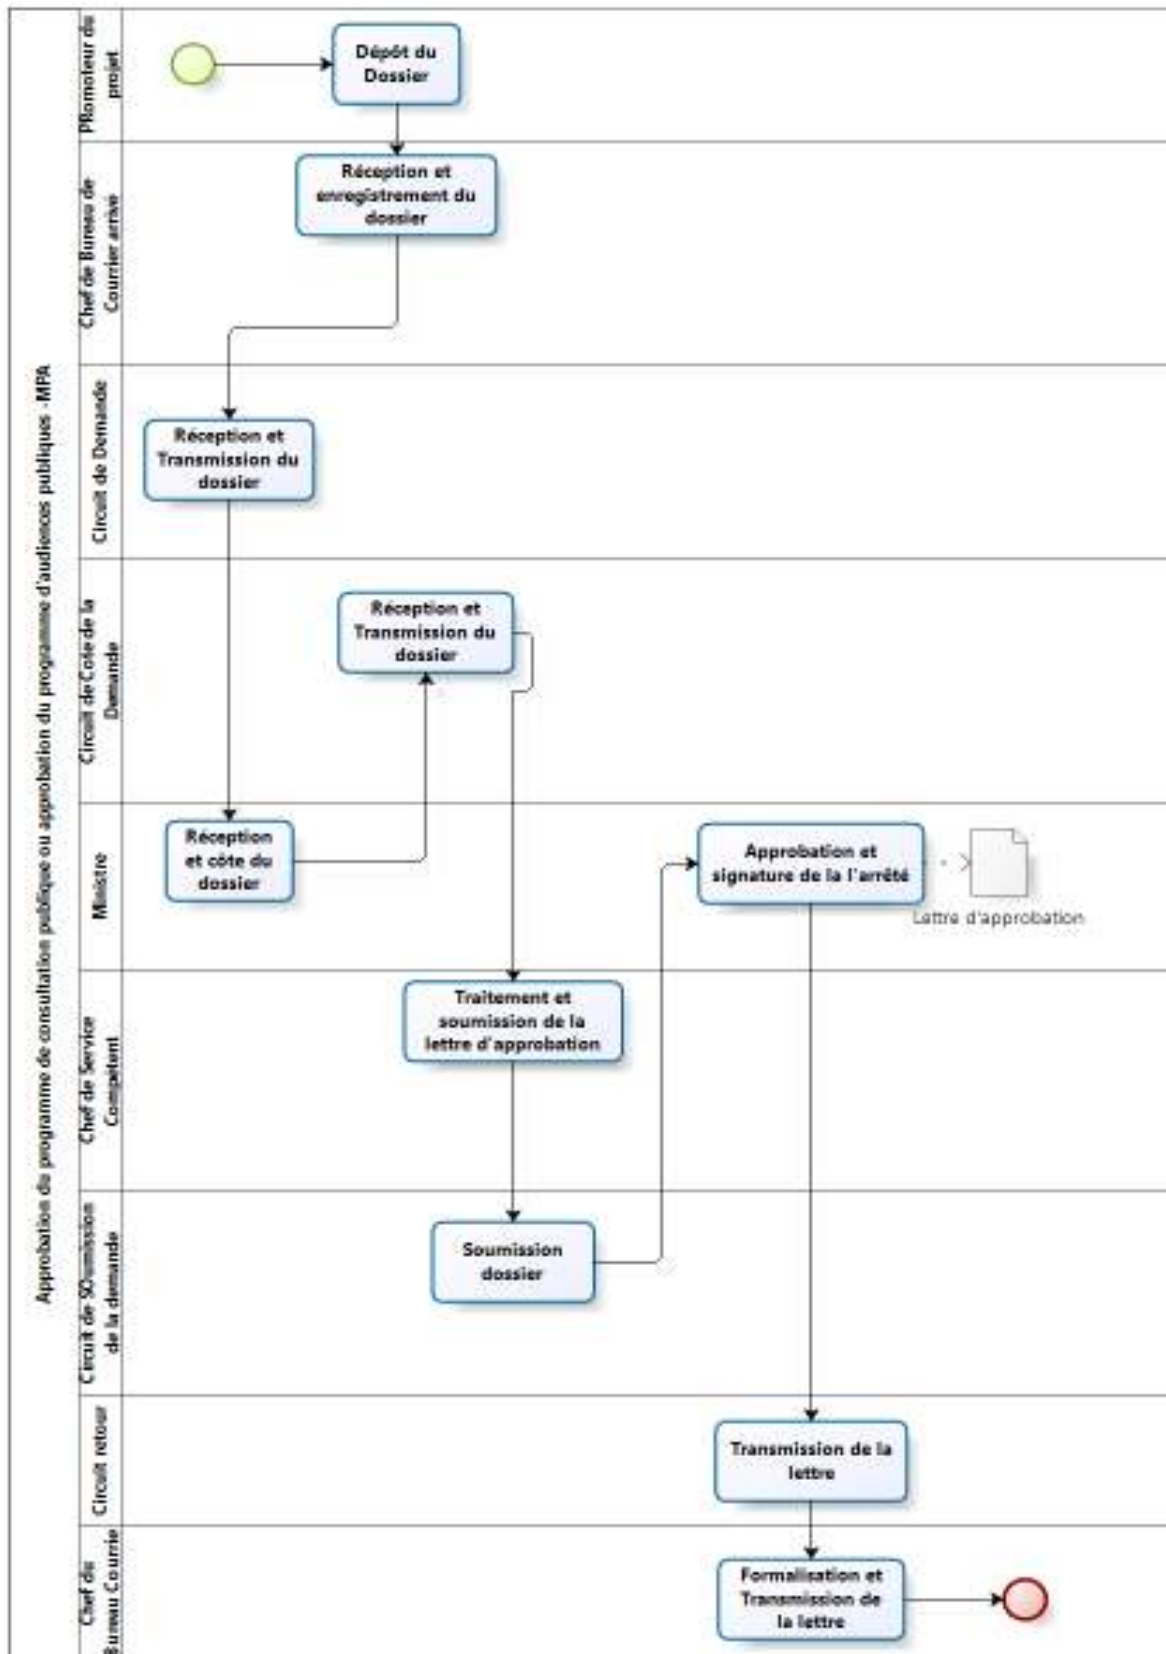 Approbation du programme de consultation publique ou approbation du programme d'audiences publiques -MPA
PRomoteur du
projet
Dépôt du
Dossier
Chef de Bureau de
Courrier arrive
Réception et
enregistrement du
dossier
Circuit de Demande
Réception et
Transmission du
dossier
Circuit de Cote de la
Demande
Réception et
Transmission du
dossier
Ministre
Réception
et côte du
dossier
Approbation et
signature de la l'arrêté
Lettre d'approbation
Chef de Service
Compétent
Traitement et
soumission de la
lettre d'approbation
Circuit de SOumission
de la demande
Soumission
dossier
Circuit retour
Transmission de la
lettre
Chef du
Bureau Courrie
Formalisation et
Transmission de
la lettre